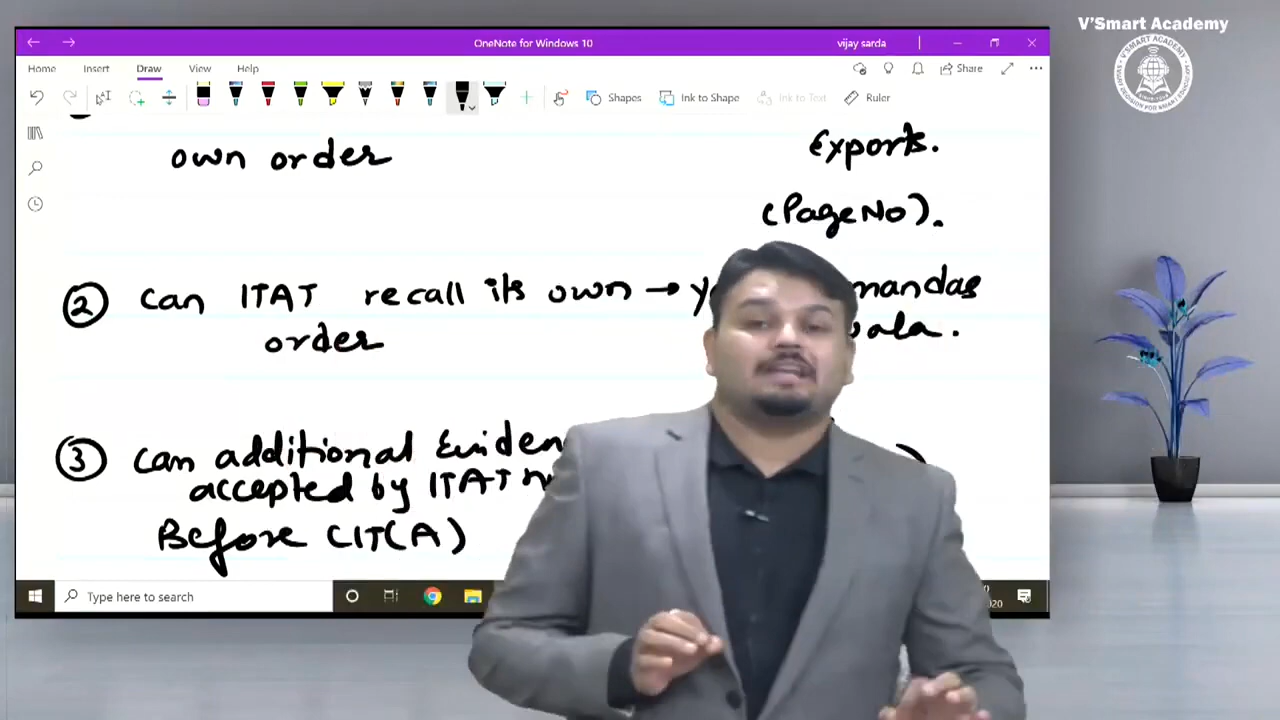 V'Smart Academy
OneNote for Windows 10
vijay sarda
Home Insert Draw View Help
Share
Shapes Ink to Shape Ink to Text Ruler
own order
Exports.
(Page No).
② can ITAT recall its own →
order
③ can additional
accepted by ITAT
Before CIT(A)
Type here to search